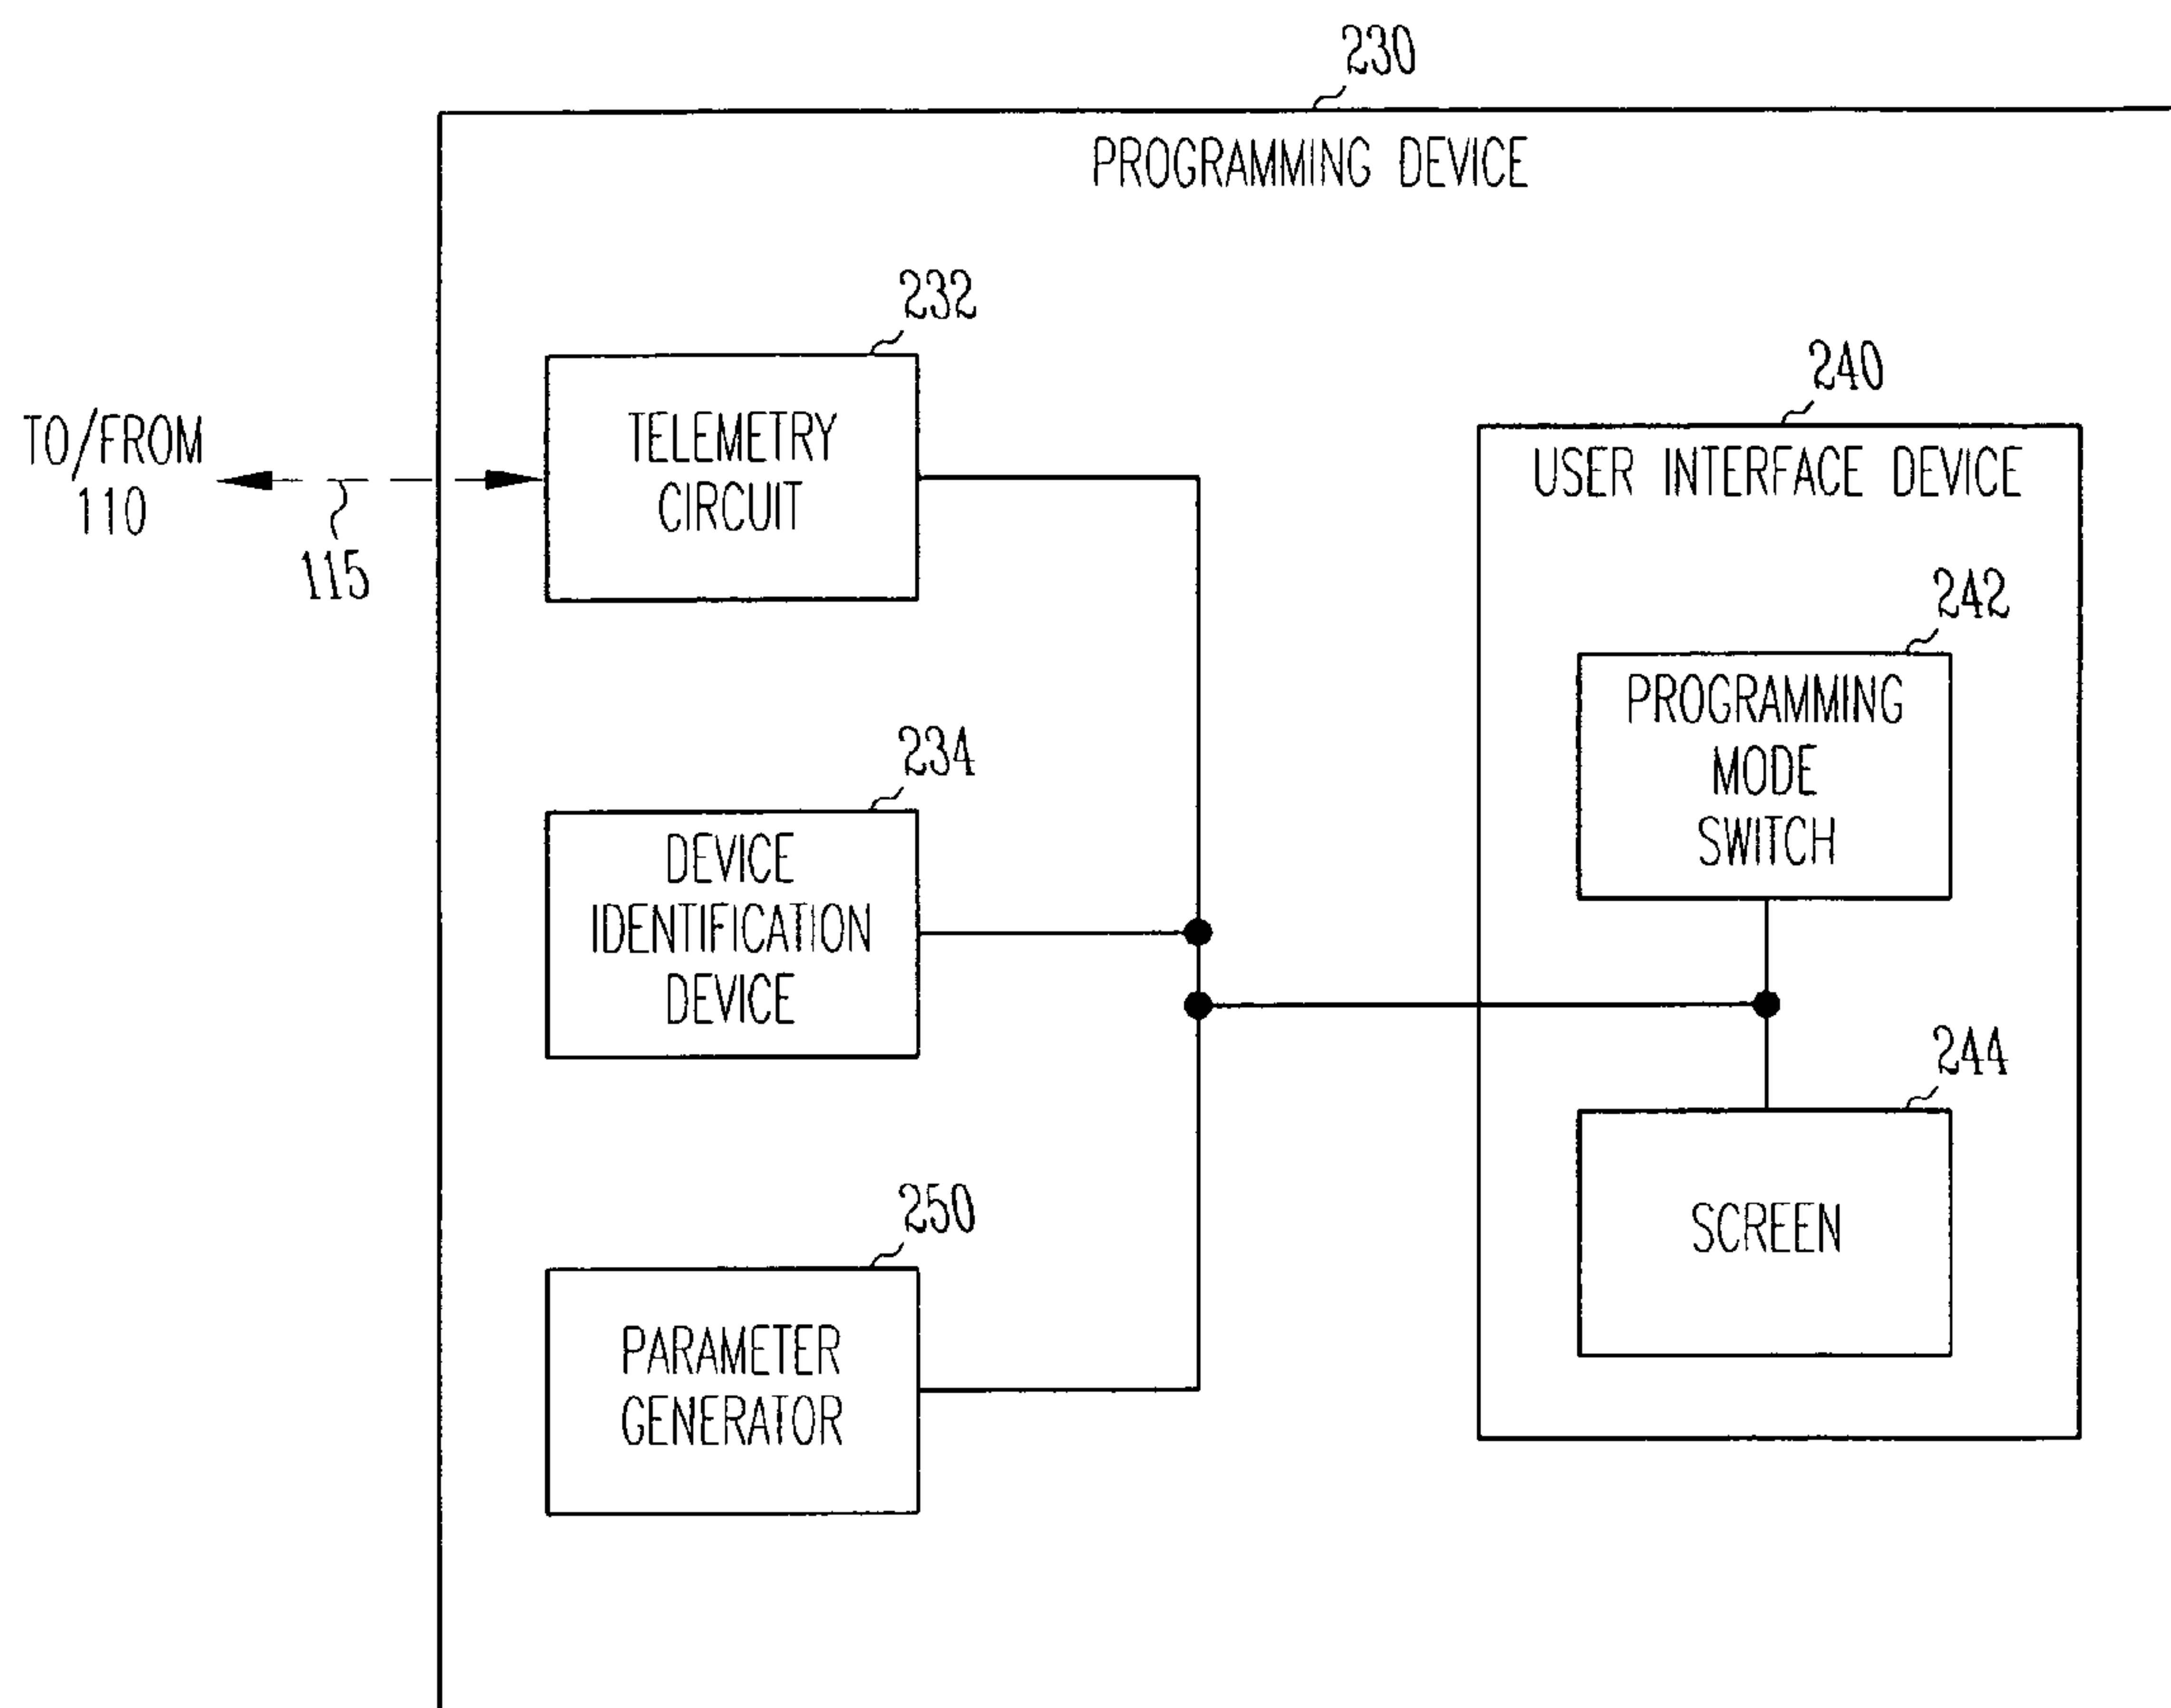 230
PROGRAMMING DEVICE
232
TELEMETRY
CIRCUIT
TO/FROM
110
115
240
USER INTERFACE DEVICE
242
PROGRAMMING
MODE
SWITCH
234
DEVICE
IDENTIFICATION
DEVICE
244
SCREEN
250
PARAMETER
GENERATOR